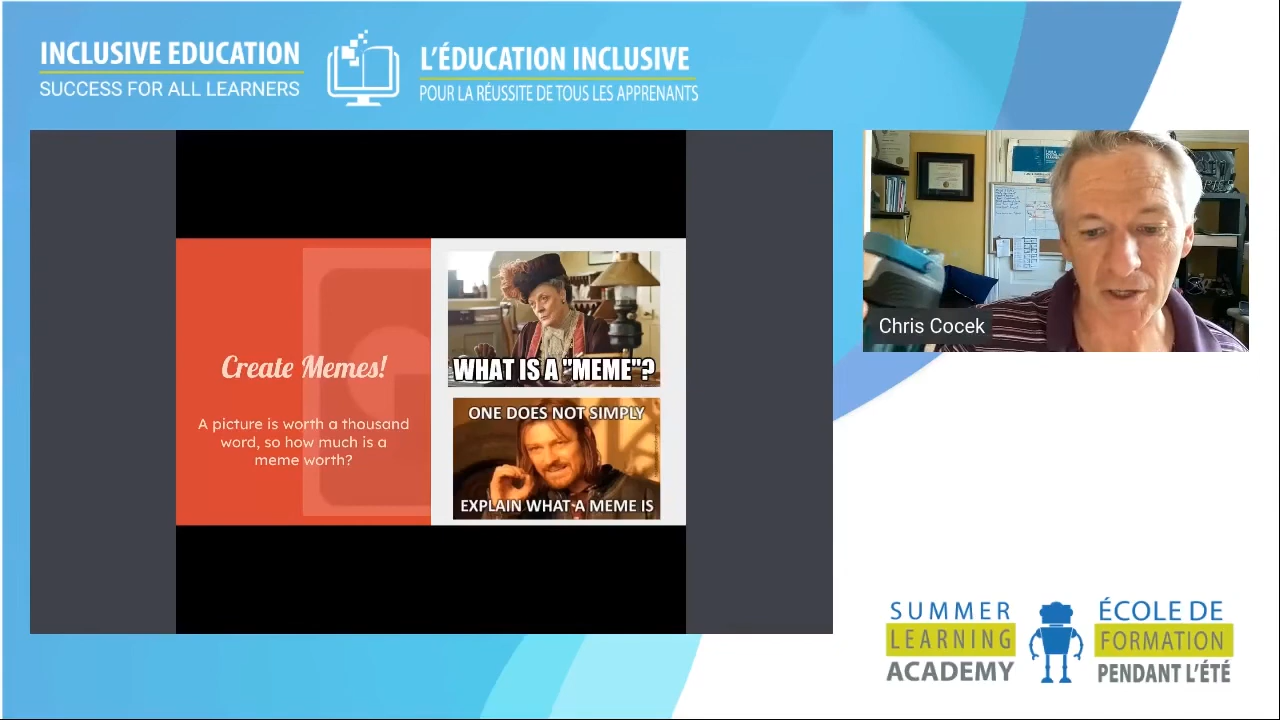 INCLUSIVE EDUCATION
SUCCESS FOR ALL LEARNERS
L'ÉDUCATION INCLUSIVE
POUR LA RÉUSSITE DE TOUS LES APPRENANTS
Create Memes!
A picture is worth a thousand
word, so how much is a
meme worth?
WHAT IS A "MEME"?
ONE DOES NOT SIMPLY
EXPLAIN WHAT A MEME IS
Chris Cocek
SUMMER
LEARNING
ACADEMY
ÉCOLE DE
FORMATION
PENDANT L'ÉTÉ